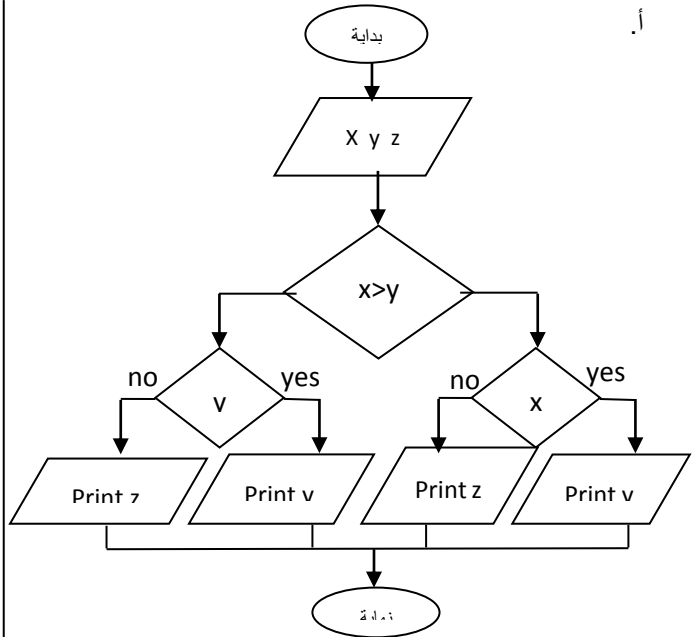 أ.
بداية
X y z
x>y
no
yes
no
yes
x
Print z
Print
Print z
Print